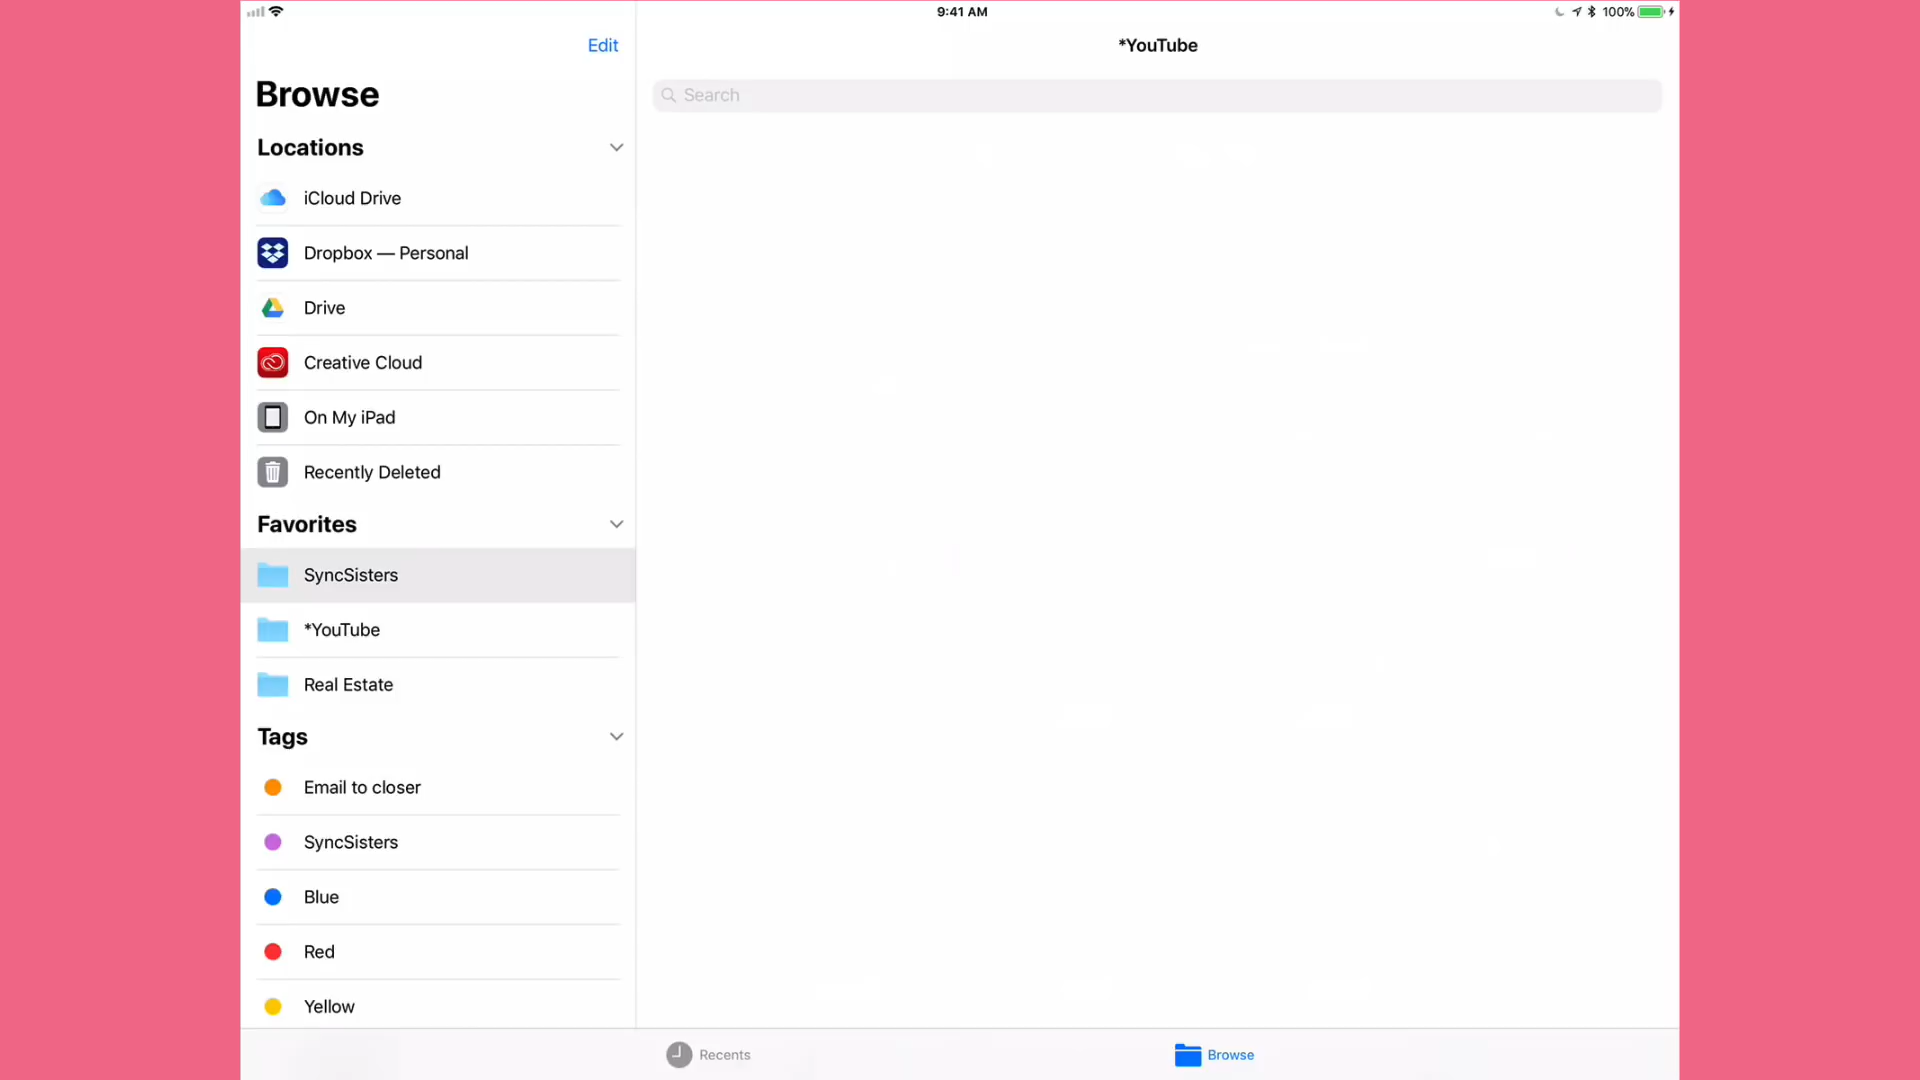 9:41 AM
100%
Edit
*YouTube
Browse
Search
Locations
iCloud Drive
Dropbox — Personal
Drive
Creative Cloud
On My iPad
Recently Deleted
Favorites
SyncSisters
*YouTube
Real Estate
Tags
Email to closer
SyncSisters
Blue
Red
Yellow
Recents
Browse